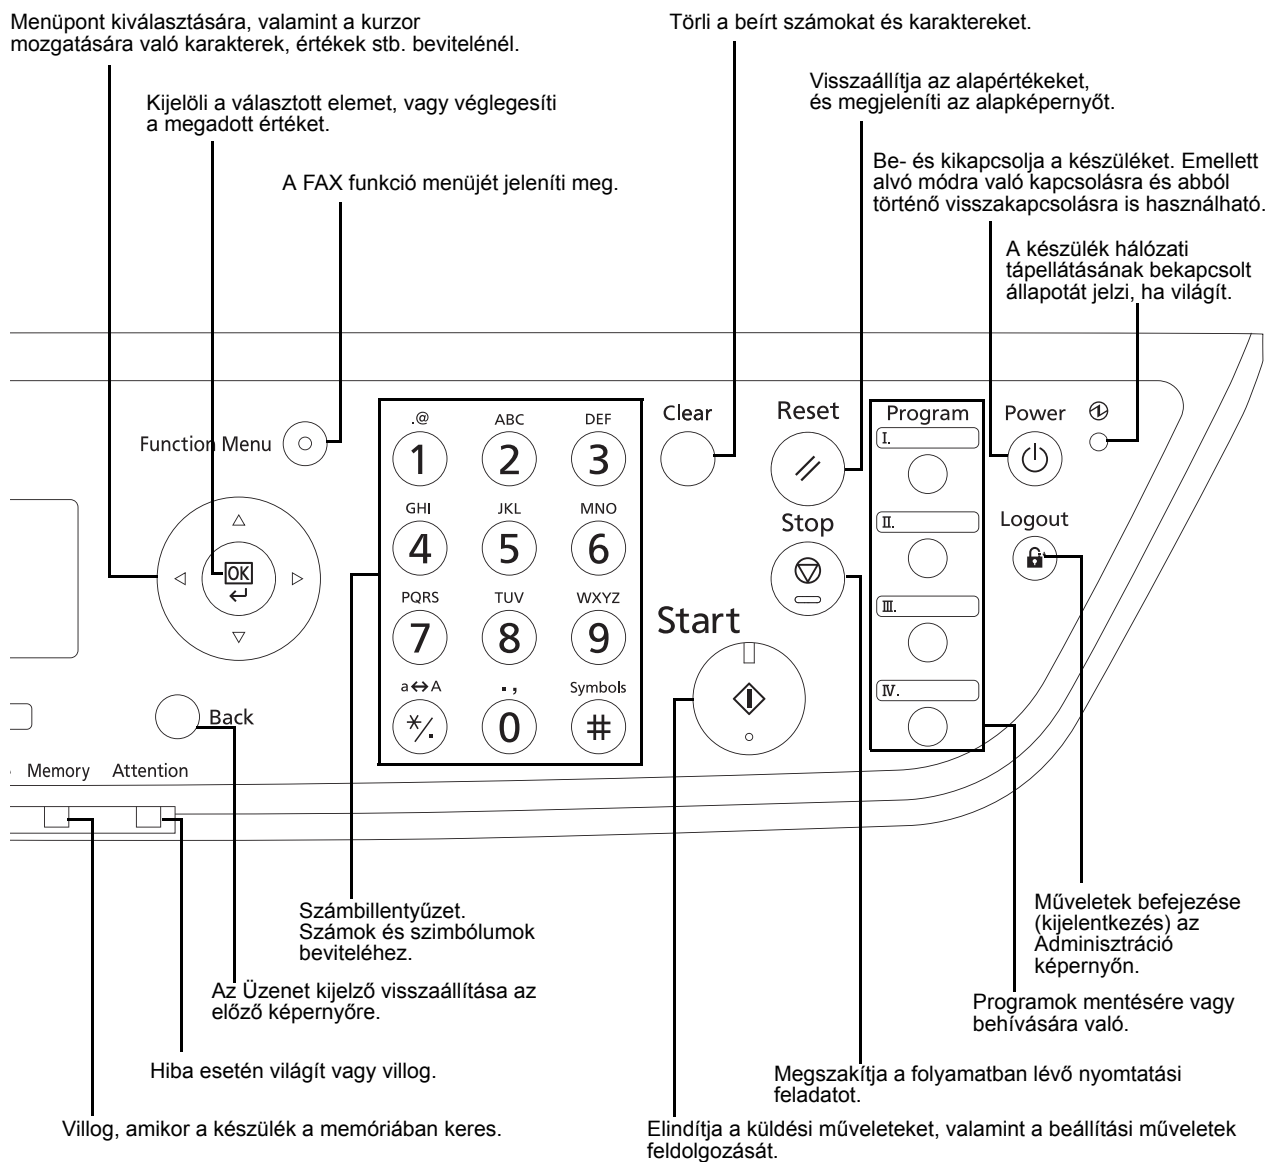 Menüpont kiválasztására, valamint a kurzor
mozgatására való karakterek, értékek stb. bevitelénél.
Törli a beírt számokat és karaktereket.
Kijelöli a választott elemet, vagy véglegesíti
a megadott értéket.
Visszaállítja az alapértékeket,
és megjeleníti az alapképernyőt.
A FAX funkció menüjét jeleníti meg.
Be- és kikapcsolja a készüléket. Emellett
alvó módra való kapcsolásra és abból
történő visszakapcsolásra is használható.
A készülék hálózati
tápellátásának bekapcsolt
állapotát jelzi, ha világít.
Function Menu
.@
ABC
DEF
1
2
3
GHI
JKL
MNO
4
5
6
PQRS
TUV
WXYZ
7
8
9
a↔A
.,
Symbols
*/.
0
#
OK
Back
Memory
Attention
Clear
Reset
Stop
Start
Program
I.
II.
III.
IV.
Power
Logout
Számbillentyűzet.
Számok és szimbólumok
beviteléhez.
Az Üzenet kijelző visszaállítása az
előző képernyőre.
Hiba esetén világít vagy villog.
Villog, amikor a készülék a memóriában keres.
Műveletek befejezése
(kijelentkezés) az
Adminisztráció
képernyőn.
Programok mentésére vagy
behívására való.
Megszakítja a folyamatban lévő nyomtatási
feladatot.
Elindítja a küldési műveleteket, valamint a beállítási műveletek
feldolgozását.